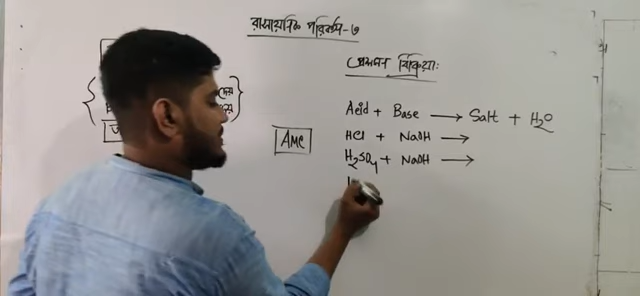 রাসায়নিক পরিবর্তন-৩
প্রশমন বিক্রিয়া:
Acid + Base ⟶ Salt + H₂O
AMC
HCl + NaOH ⟶
H₂SO₄ + NaOH ⟶